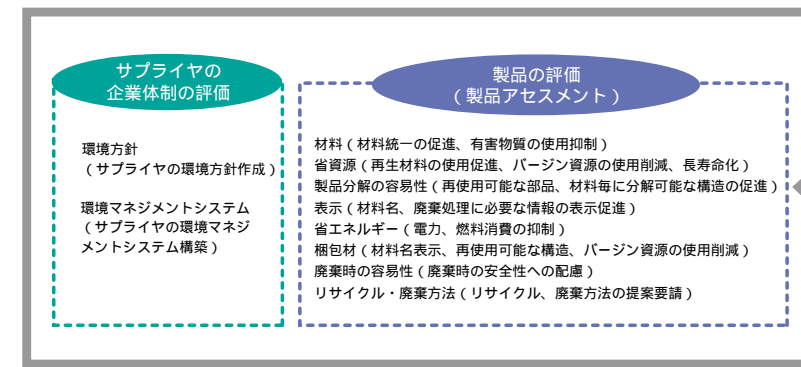 サプライヤの
企業体制の評価
環境方針
(サプライヤの環境方針作成)
環境マネジメントシステム
(サプライヤの環境マネジ
メントシステム構築)
製品の評価
(製品アセスメント)
材料(材料統一の促進、有害物質の使用抑制)
省資源(再生材料の使用促進、バージン資源の使用削減、長寿命化)
製品分解の容易性(再使用可能な部品、材料毎に分解可能な構造の促進)
表示(材料名、廃棄処理に必要な情報の表示促進)
省エネルギー(電力、燃料消費の抑制)
梱包材(材料名表示、再使用可能な構造、バージン資源の使用削減)
廃棄時の容易性(廃棄時の安全性への配慮)
リサイクル・廃棄方法(リサイクル、廃棄方法の提案要請)